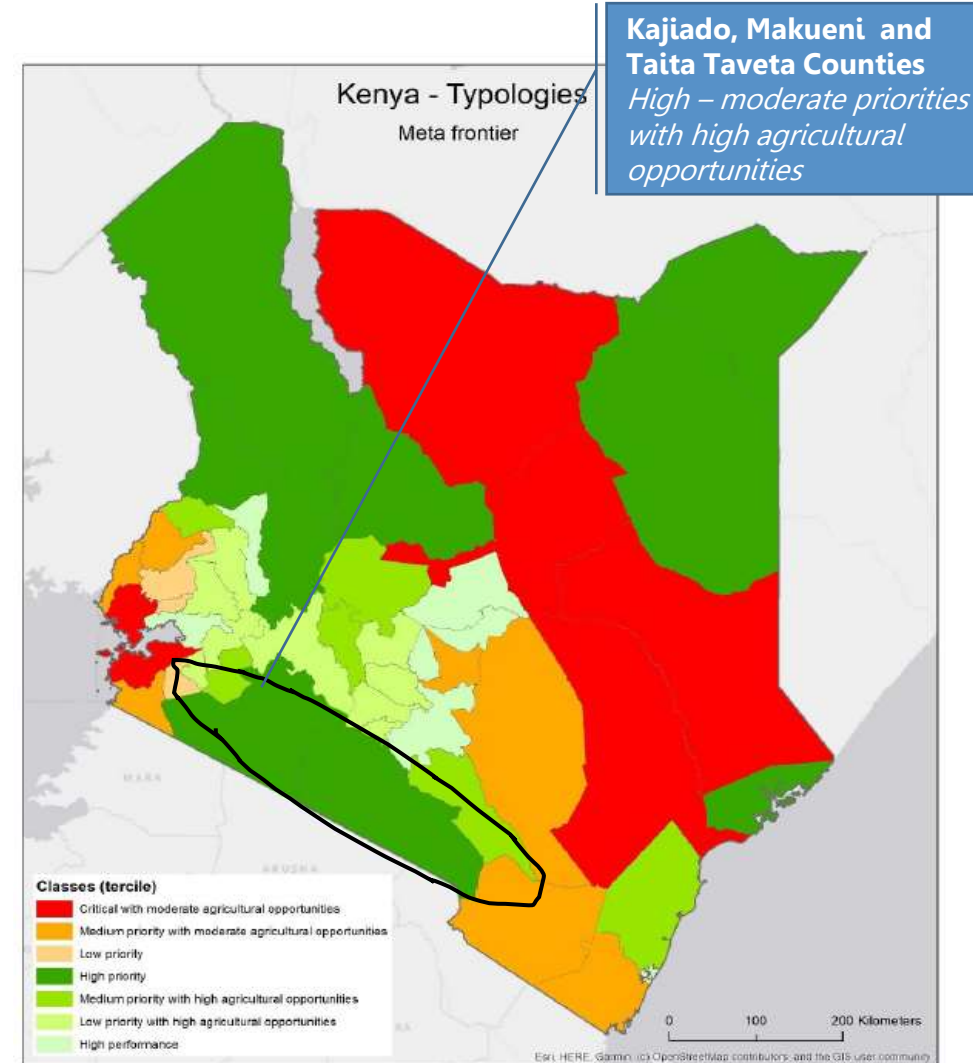 Kajiado, Makueni and
Taita Taveta Counties
High – moderate priorities
with high agricultural
opportunities
Kenya - Typologies
Meta frontier
MARA
ARUSHA
Classes (tercile)
Critical with moderate agricultural opportunities
Medium priority with moderate agricultural opportunities
Low priority
High priority
Medium priority with high agricultural opportunities
Low priority with high agricultural opportunities
High performance
0 100 200 Kilometers
Esri, HERE, Garmin, (c) OpenStreetMap contributors, and the GIS user community